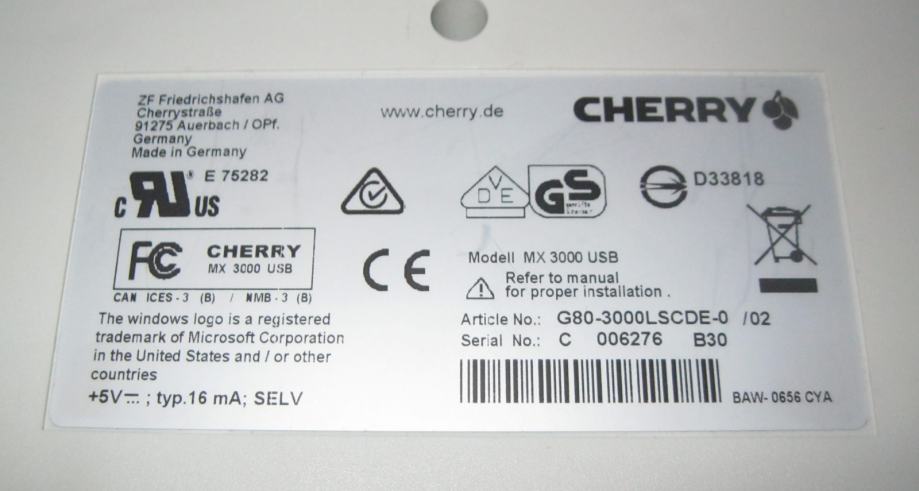 ZF Friedrichshafen AG
Cherrystraße
91275 Auerbach / OPf.
Germany
Made in Germany
www.cherry.de
CHERRY
C RU US
® E 75282
VDE
GS
D33818
FC CHERRY
MX 3000 USB
CAN ICES-3 (B) / NMB-3 (B)
CE
The windows logo is a registered
trademark of Microsoft Corporation
in the United States and / or other
countries
+5V⎓ ; typ.16 mA; SELV
Modell MX 3000 USB
Refer to manual
for proper installation .
Article No.: G80-3000LSCDE-0 /02
Serial No.: C 006276 B30
BAW-0656 CYA